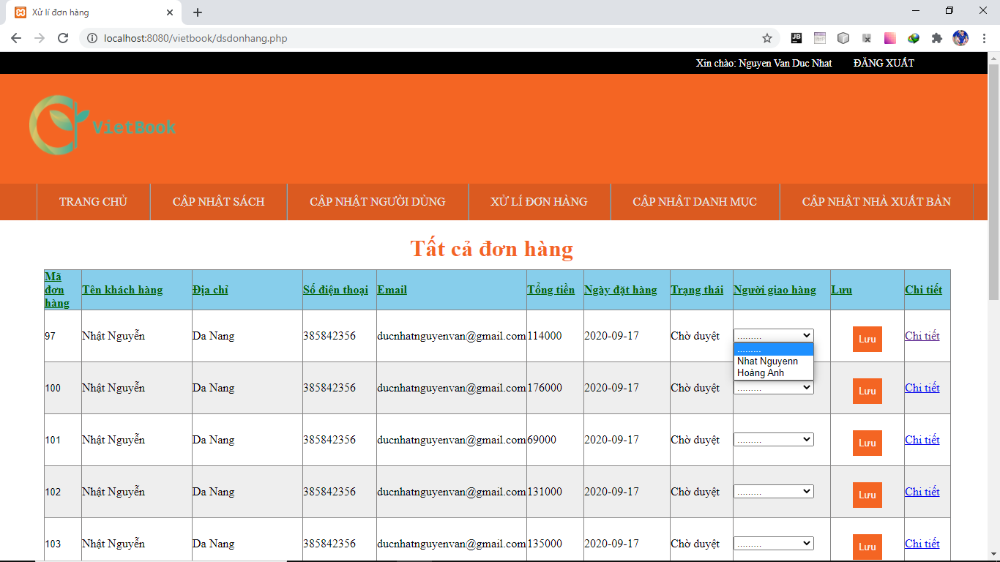 Xử lí đơn hàng
localhost:8080/vietbook/dsdonhang.php
Xin chào: Nguyen Van Duc Nhat ĐĂNG XUẤT
VietBook
TRANG CHỦ CẬP NHẬT SÁCH CẬP NHẬT NGƯỜI DÙNG XỬ LÍ ĐƠN HÀNG CẬP NHẬT DANH MỤC CẬP NHẬT NHÀ XUẤT BẢN
Tất cả đơn hàng
Mã đơn hàng Tên khách hàng Địa chỉ Số điện thoại Email Tổng tiền Ngày đặt hàng Trạng thái Người giao hàng Lưu Chi tiết
97 Nhật Nguyễn Da Nang 385842356 ducnhatnguyenvan@gmail.com 114000 2020-09-17 Chờ duyệt ......... Lưu Chi tiết
.........
Nhat Nguyenn
Hoàng Anh
100 Nhật Nguyễn Da Nang 385842356 ducnhatnguyenvan@gmail.com 176000 2020-09-17 Chờ duyệt ......... Lưu Chi tiết
101 Nhật Nguyễn Da Nang 385842356 ducnhatnguyenvan@gmail.com 69000 2020-09-17 Chờ duyệt ......... Lưu Chi tiết
102 Nhật Nguyễn Da Nang 385842356 ducnhatnguyenvan@gmail.com 131000 2020-09-17 Chờ duyệt ......... Lưu Chi tiết
103 Nhật Nguyễn Da Nang 385842356 ducnhatnguyenvan@gmail.com 135000 2020-09-17 Chờ duyệt ......... Lưu Chi tiết